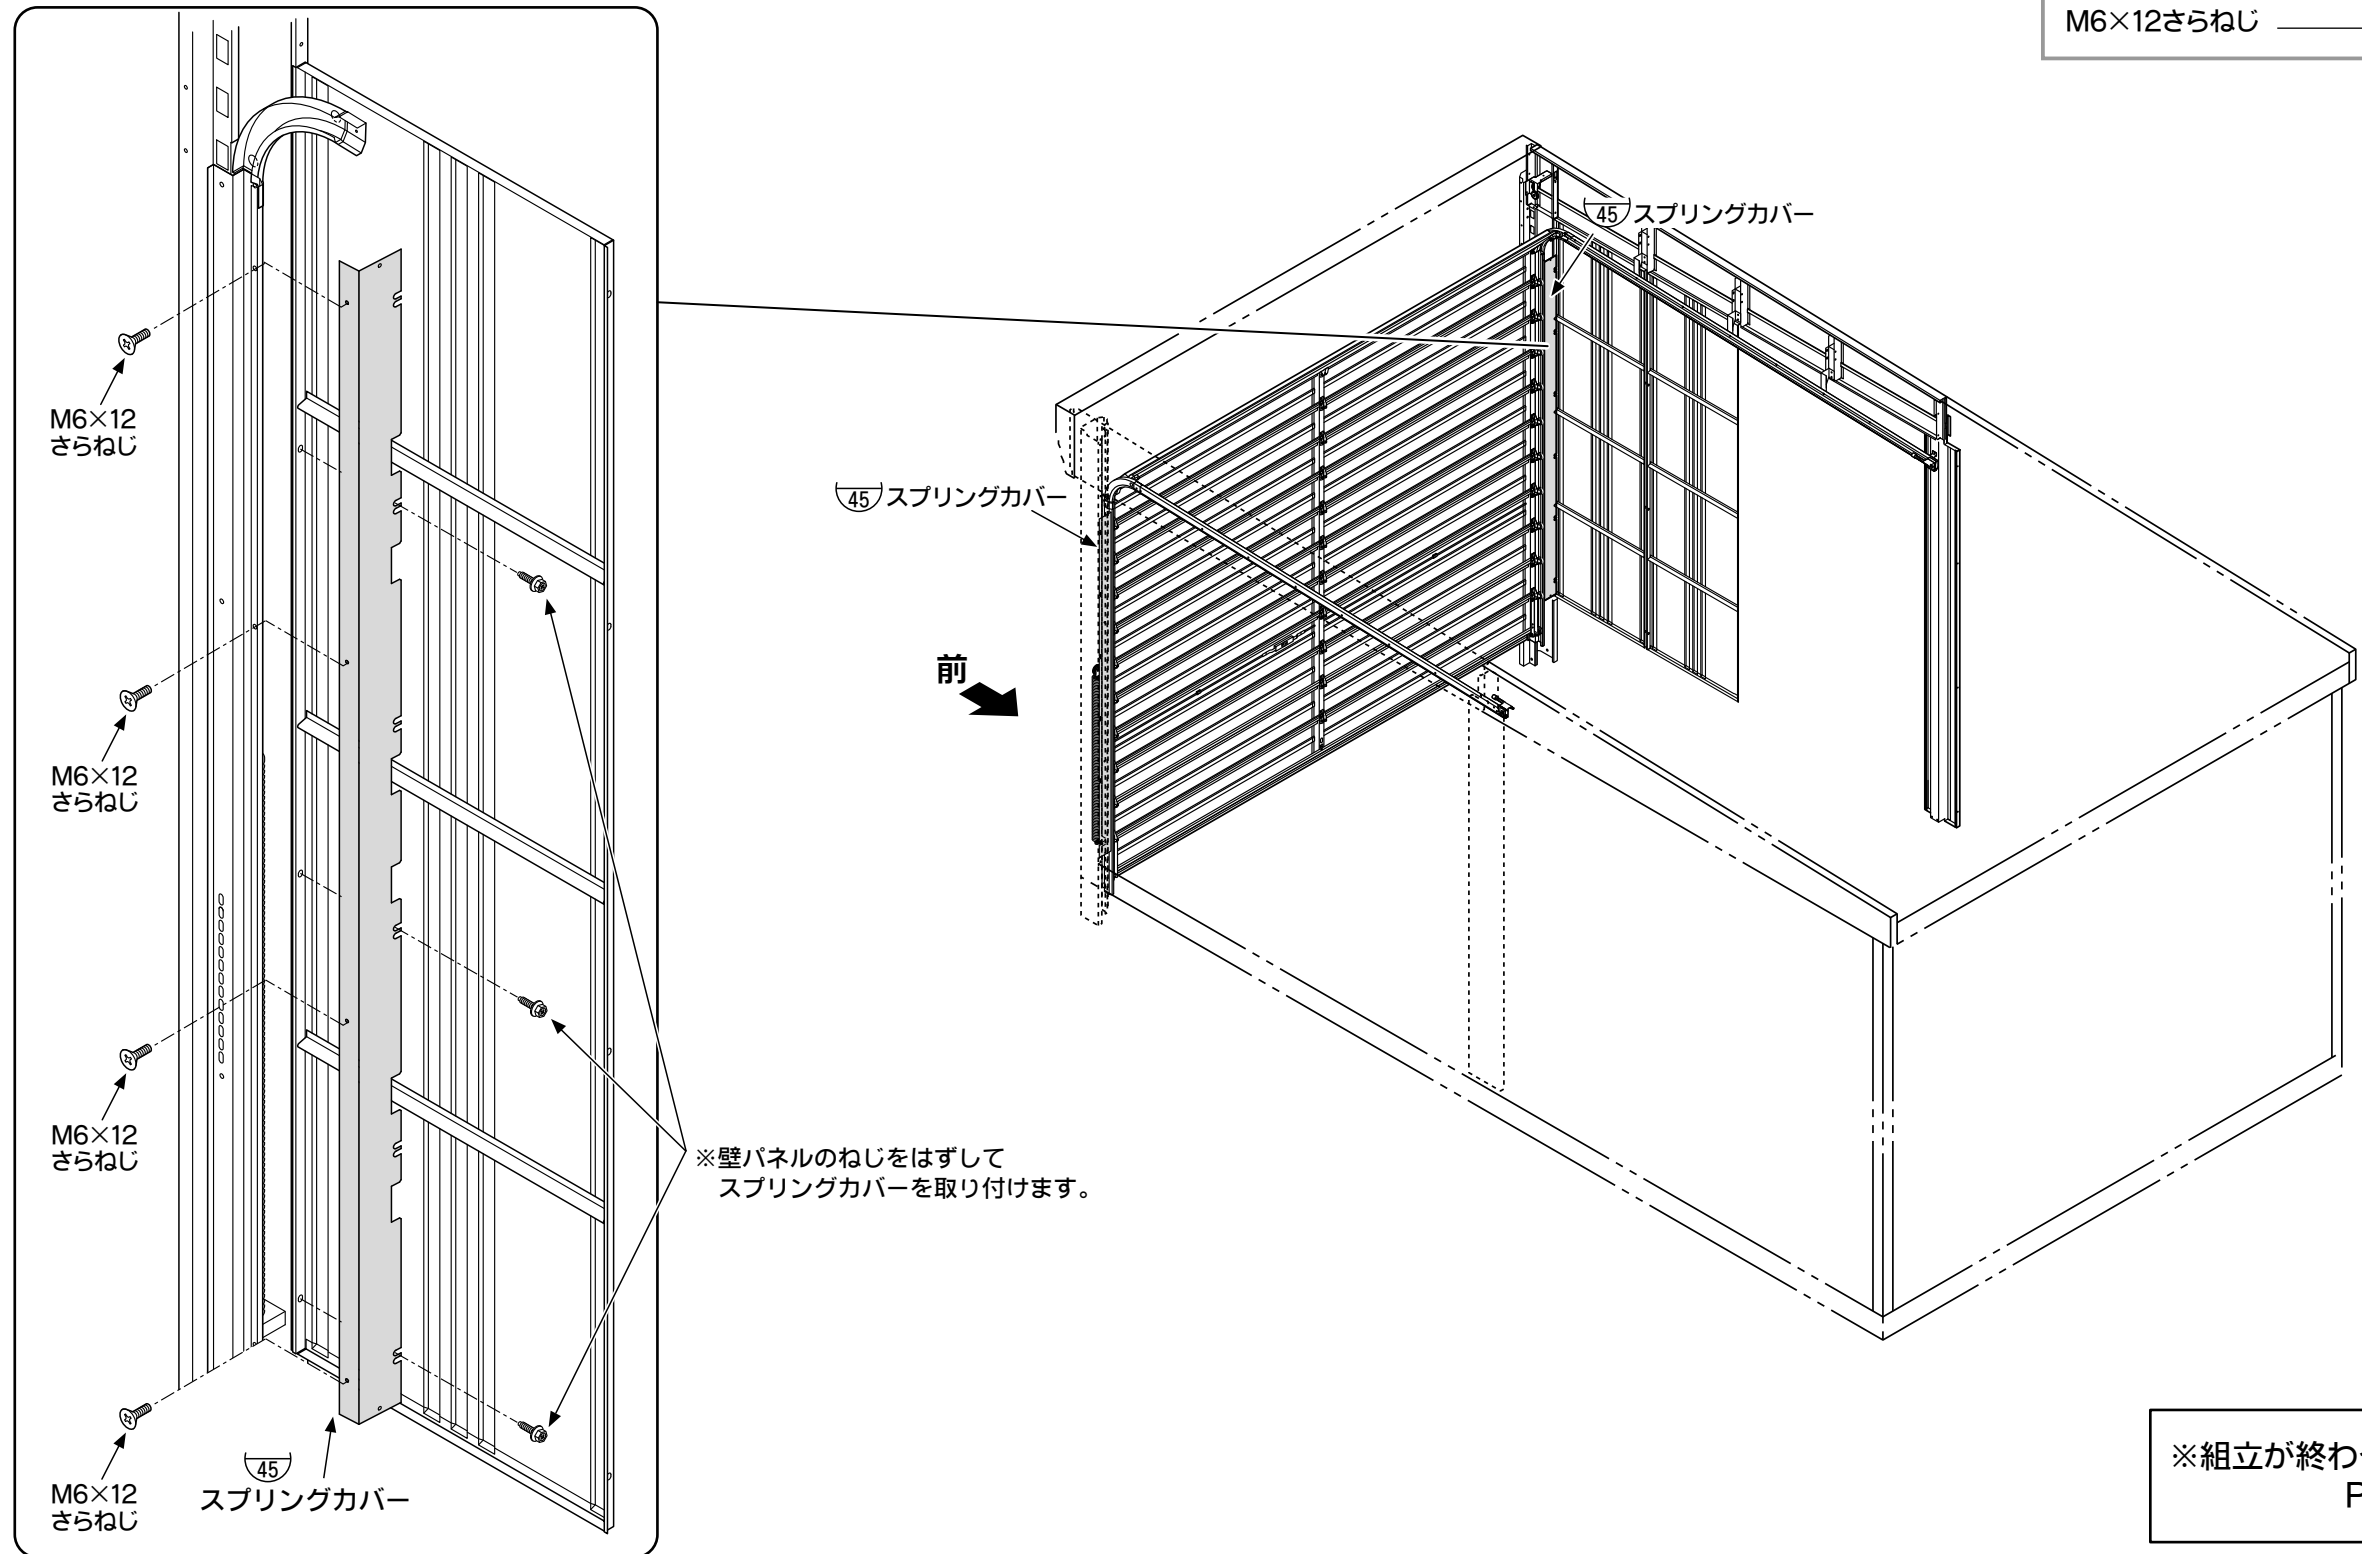 M6×12さらねじ
45 スプリングカバー
M6×12
さらねじ
45 スプリングカバー
前
M6×12
さらねじ
M6×12
さらねじ
※壁パネルのねじをはずして
スプリングカバーを取り付けます。
M6×12
さらねじ
45
スプリングカバー
※組立が終わ
P